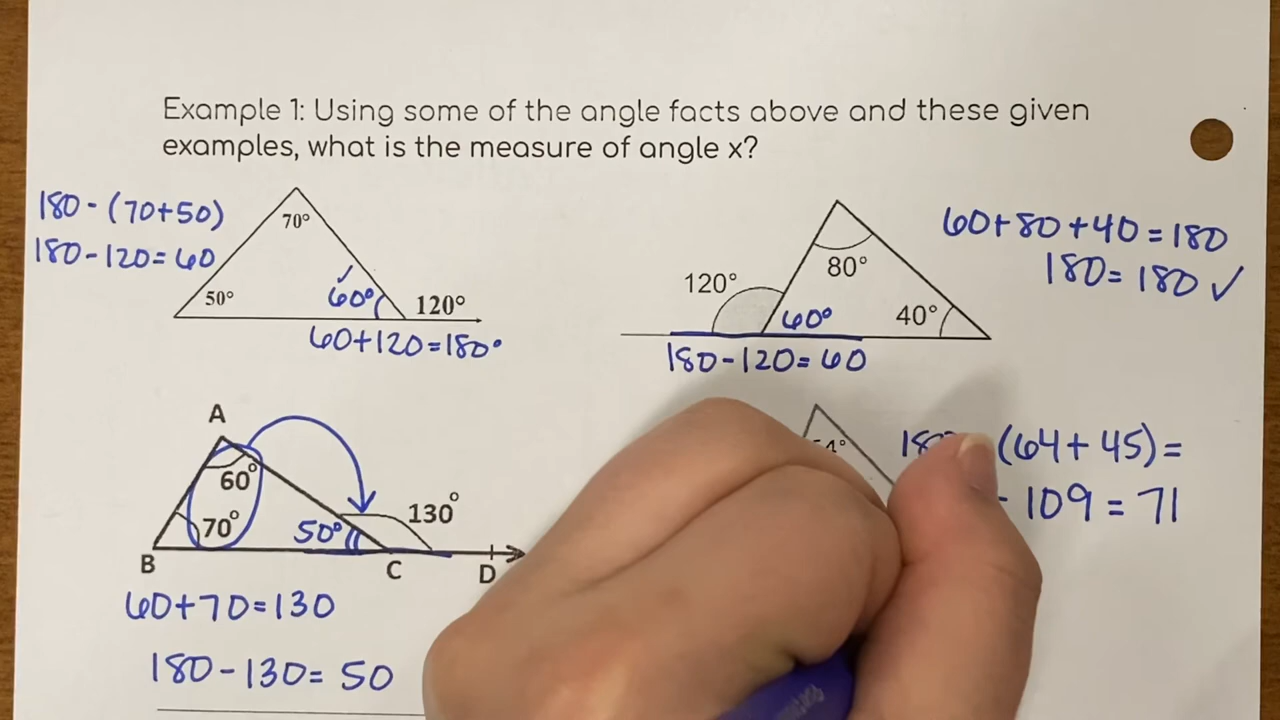 Example 1: Using some of the angle facts above and these given
examples, what is the measure of angle x?
180 - (70+50)
180-120=60
70°
50°
60°
120°
60+120=180°
60+80+40=180
180=180 ✓
120°
80°
60°
40°
180-120=60
A
60°
70°
50°
130°
B
C
D
60+70=130
180-130=50
(64+45)=
- 109 = 71